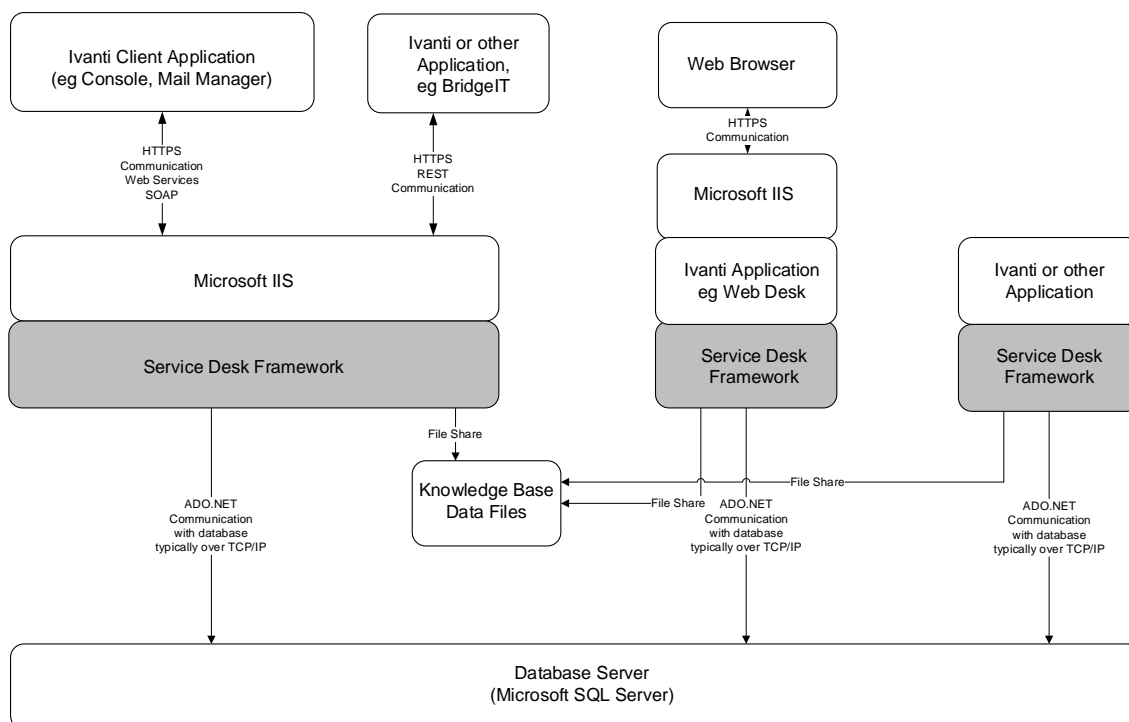 Ivanti Client Application
(eg Console, Mail Manager)
Ivanti or other
Application,
eg BridgeIT
Web Browser
HTTPS
Communication
Web Services
SOAP
HTTPS
REST
Communication
HTTPS
Communication
Microsoft IIS
Microsoft IIS
Ivanti Application
eg Web Desk
Ivanti or other
Application
Service Desk Framework
Service Desk
Framework
Service Desk
Framework
File Share
Knowledge Base
Data Files
File Share
File Share
ADO.NET
Communication
with database
typically over TCP/IP
ADO.NET
Communication
with database
typically over TCP/IP
ADO.NET
Communication
with database
typically over TCP/IP
Database Server
(Microsoft SQL Server)